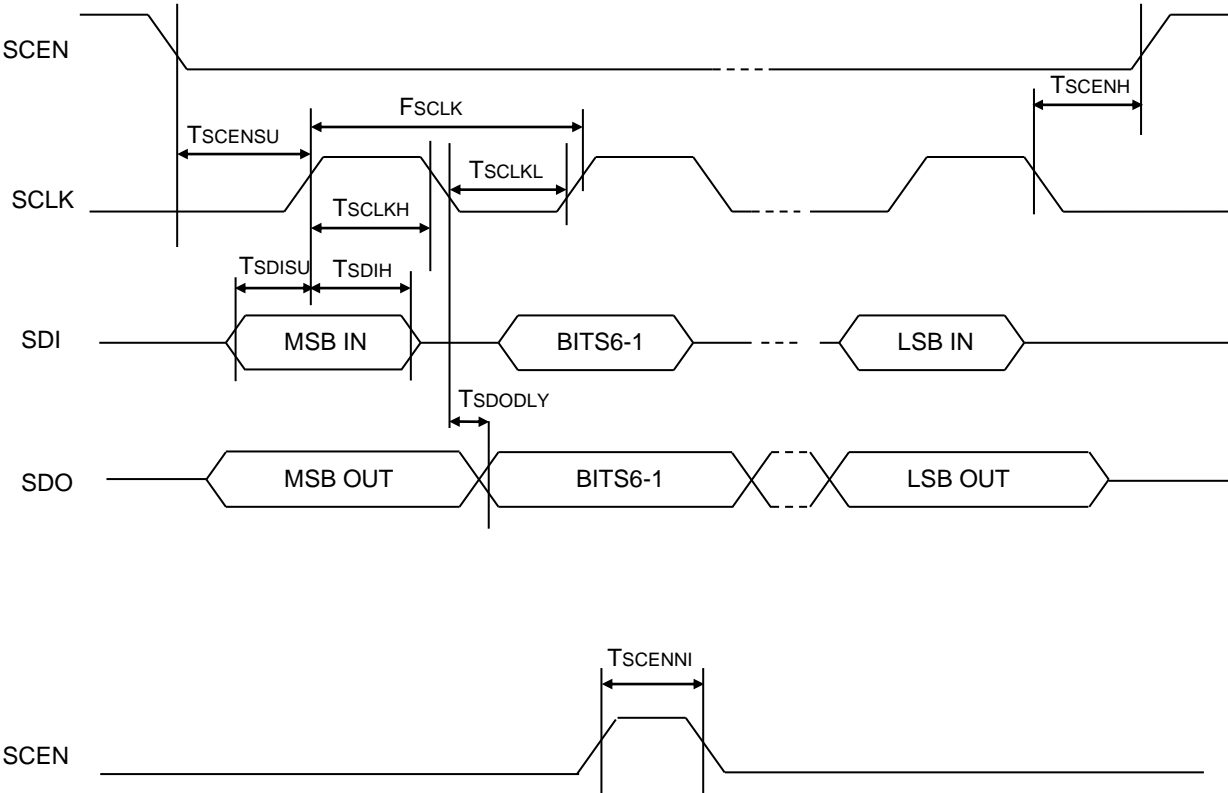 SCEN
TSCENH
FSCLK
TSCENSU
TSCLKL
SCLK
TSCLKH
TSDISU
TSDIH
SDI
MSB IN
BITS6-1
LSB IN
TSDODLY
SDO
MSB OUT
BITS6-1
LSB OUT
TSCENNI
SCEN